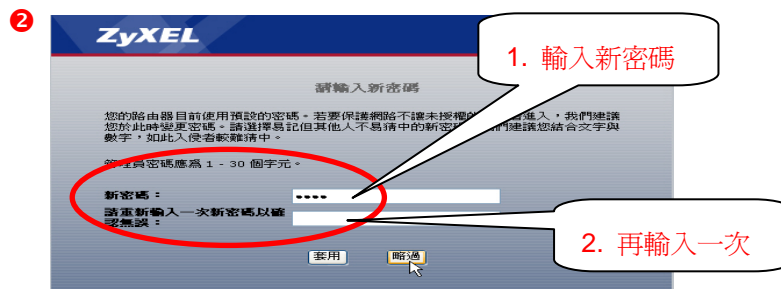 ❷
ZyXEL
1. 輸入新密碼
請輸入新密碼
您的路由器目前使用預設的密碼。若要保護網路不讓未授權的進入，我們建議
您於此時變更密碼。請選擇易記但其他人不易猜中的新密們建議您結合文字與
數字，如此入侵者較難猜中。
管理員密碼應為 1 - 30 個字元。
新密碼：
••••
請重新輸入一次新密碼以確
認無誤：
2. 再輸入一次
套用
略過